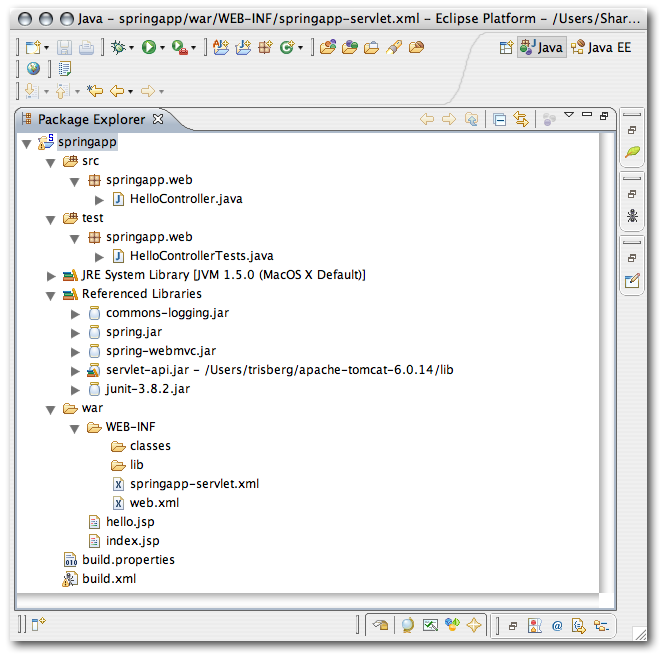 Java – springapp/war/WEB-INF/springapp-servlet.xml – Eclipse Platform – /Users/Shar...
Java
Java EE
Package Explorer
springapp
src
springapp.web
HelloController.java
test
springapp.web
HelloControllerTests.java
JRE System Library [JVM 1.5.0 (MacOS X Default)]
Referenced Libraries
commons-logging.jar
spring.jar
spring-webmvc.jar
servlet-api.jar – /Users/trisberg/apache-tomcat-6.0.14/lib
junit-3.8.2.jar
war
WEB-INF
classes
lib
springapp-servlet.xml
web.xml
hello.jsp
index.jsp
build.properties
build.xml